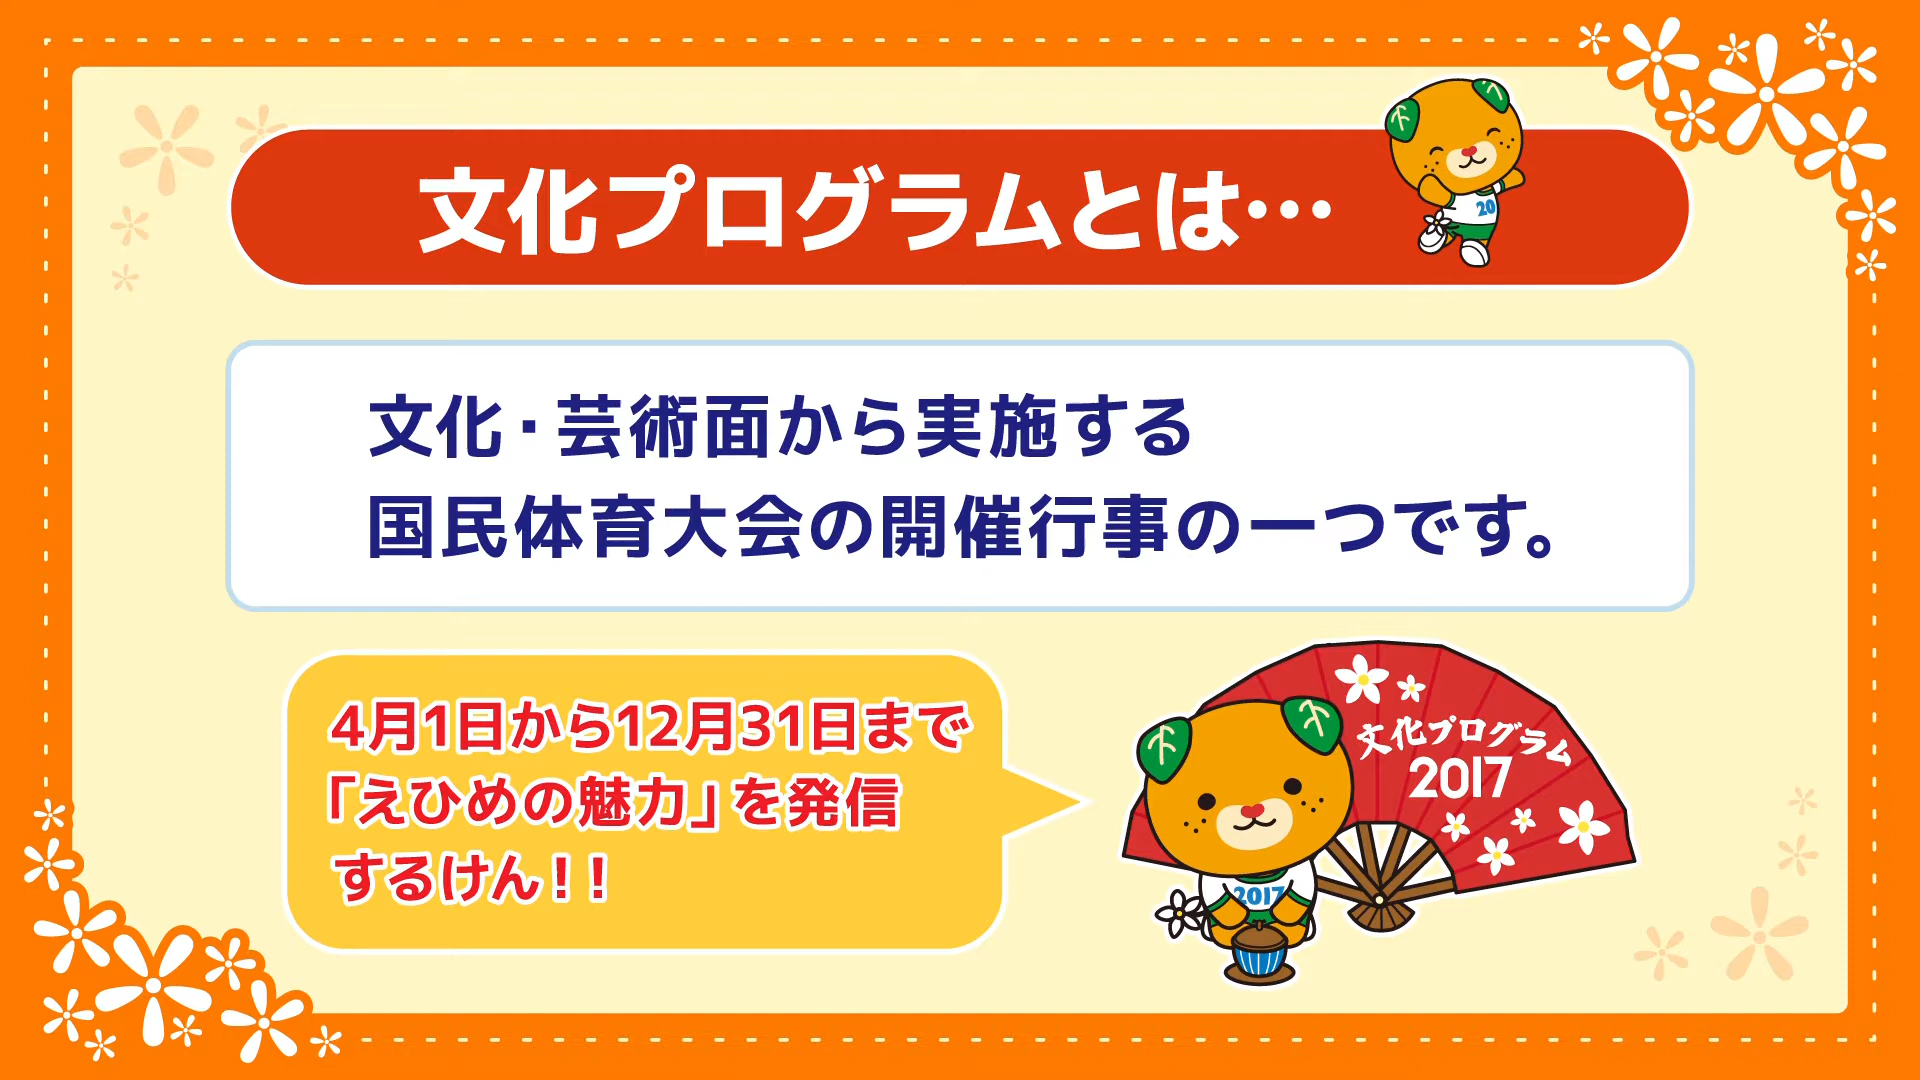 文化プログラムとは…
20
文化・芸術面から実施する
国民体育大会の開催行事の一つです。
4月1日から12月31日まで
「えひめの魅力」を発信
するけん！！
文化プログラム
2017
2017